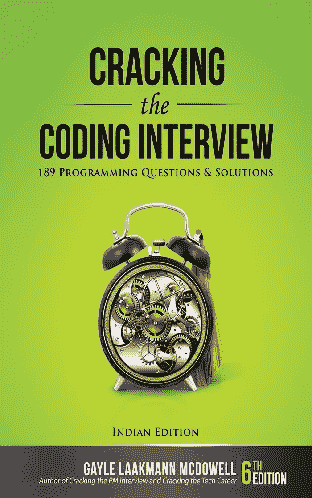 CRACKING
the
CODING INTERVIEW
189 PROGRAMMING QUESTIONS & SOLUTIONS
INDIAN EDITION
GAYLE LAAKMANN MCDOWELL
Author of Cracking the PM Interview and Cracking the Tech Career
6TH EDITION